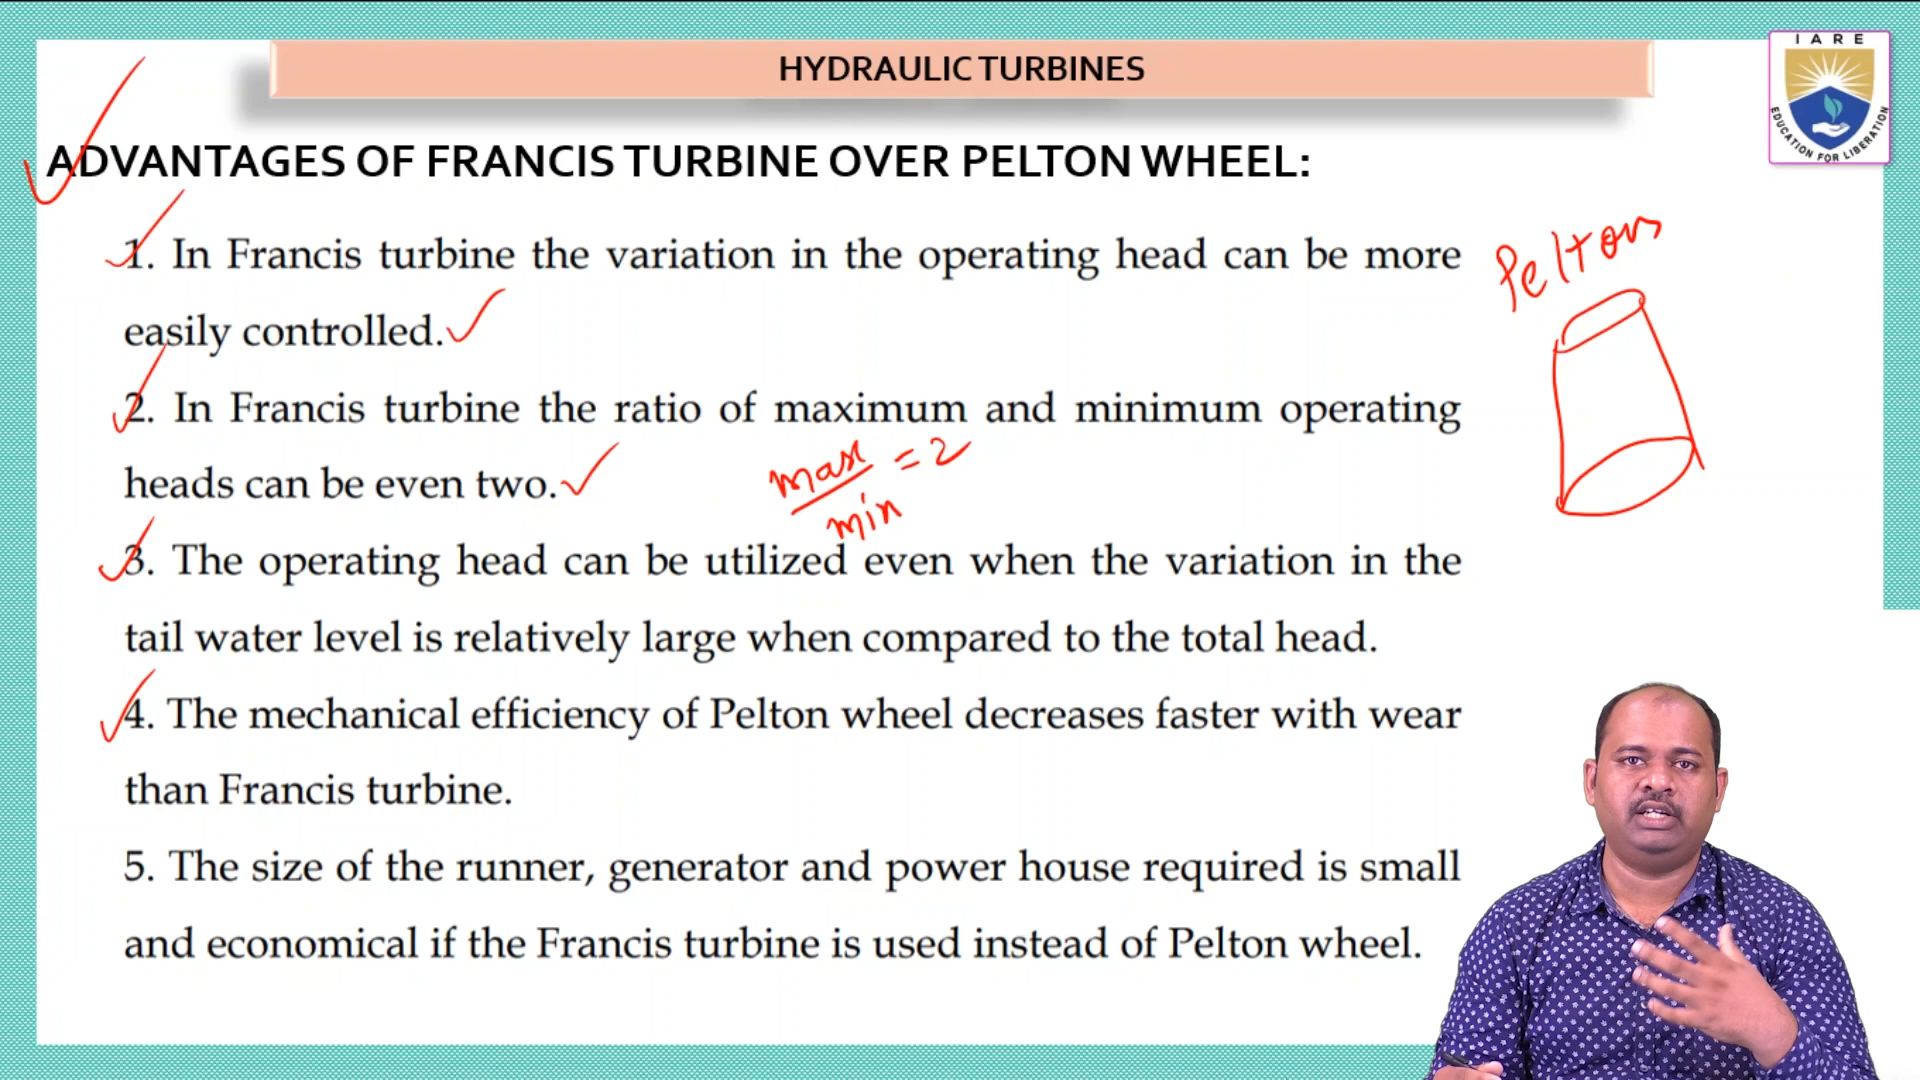 HYDRAULIC TURBINES
I A R E
EDUCATION FOR LIBERATION
ADVANTAGES OF FRANCIS TURBINE OVER PELTON WHEEL:
1. In Francis turbine the variation in the operating head can be more
easily controlled.
2. In Francis turbine the ratio of maximum and minimum operating
heads can be even two.
max = 2
min
3. The operating head can be utilized even when the variation in the
tail water level is relatively large when compared to the total head.
4. The mechanical efficiency of Pelton wheel decreases faster with wear
than Francis turbine.
5. The size of the runner, generator and power house required is small
and economical if the Francis turbine is used instead of Pelton wheel.